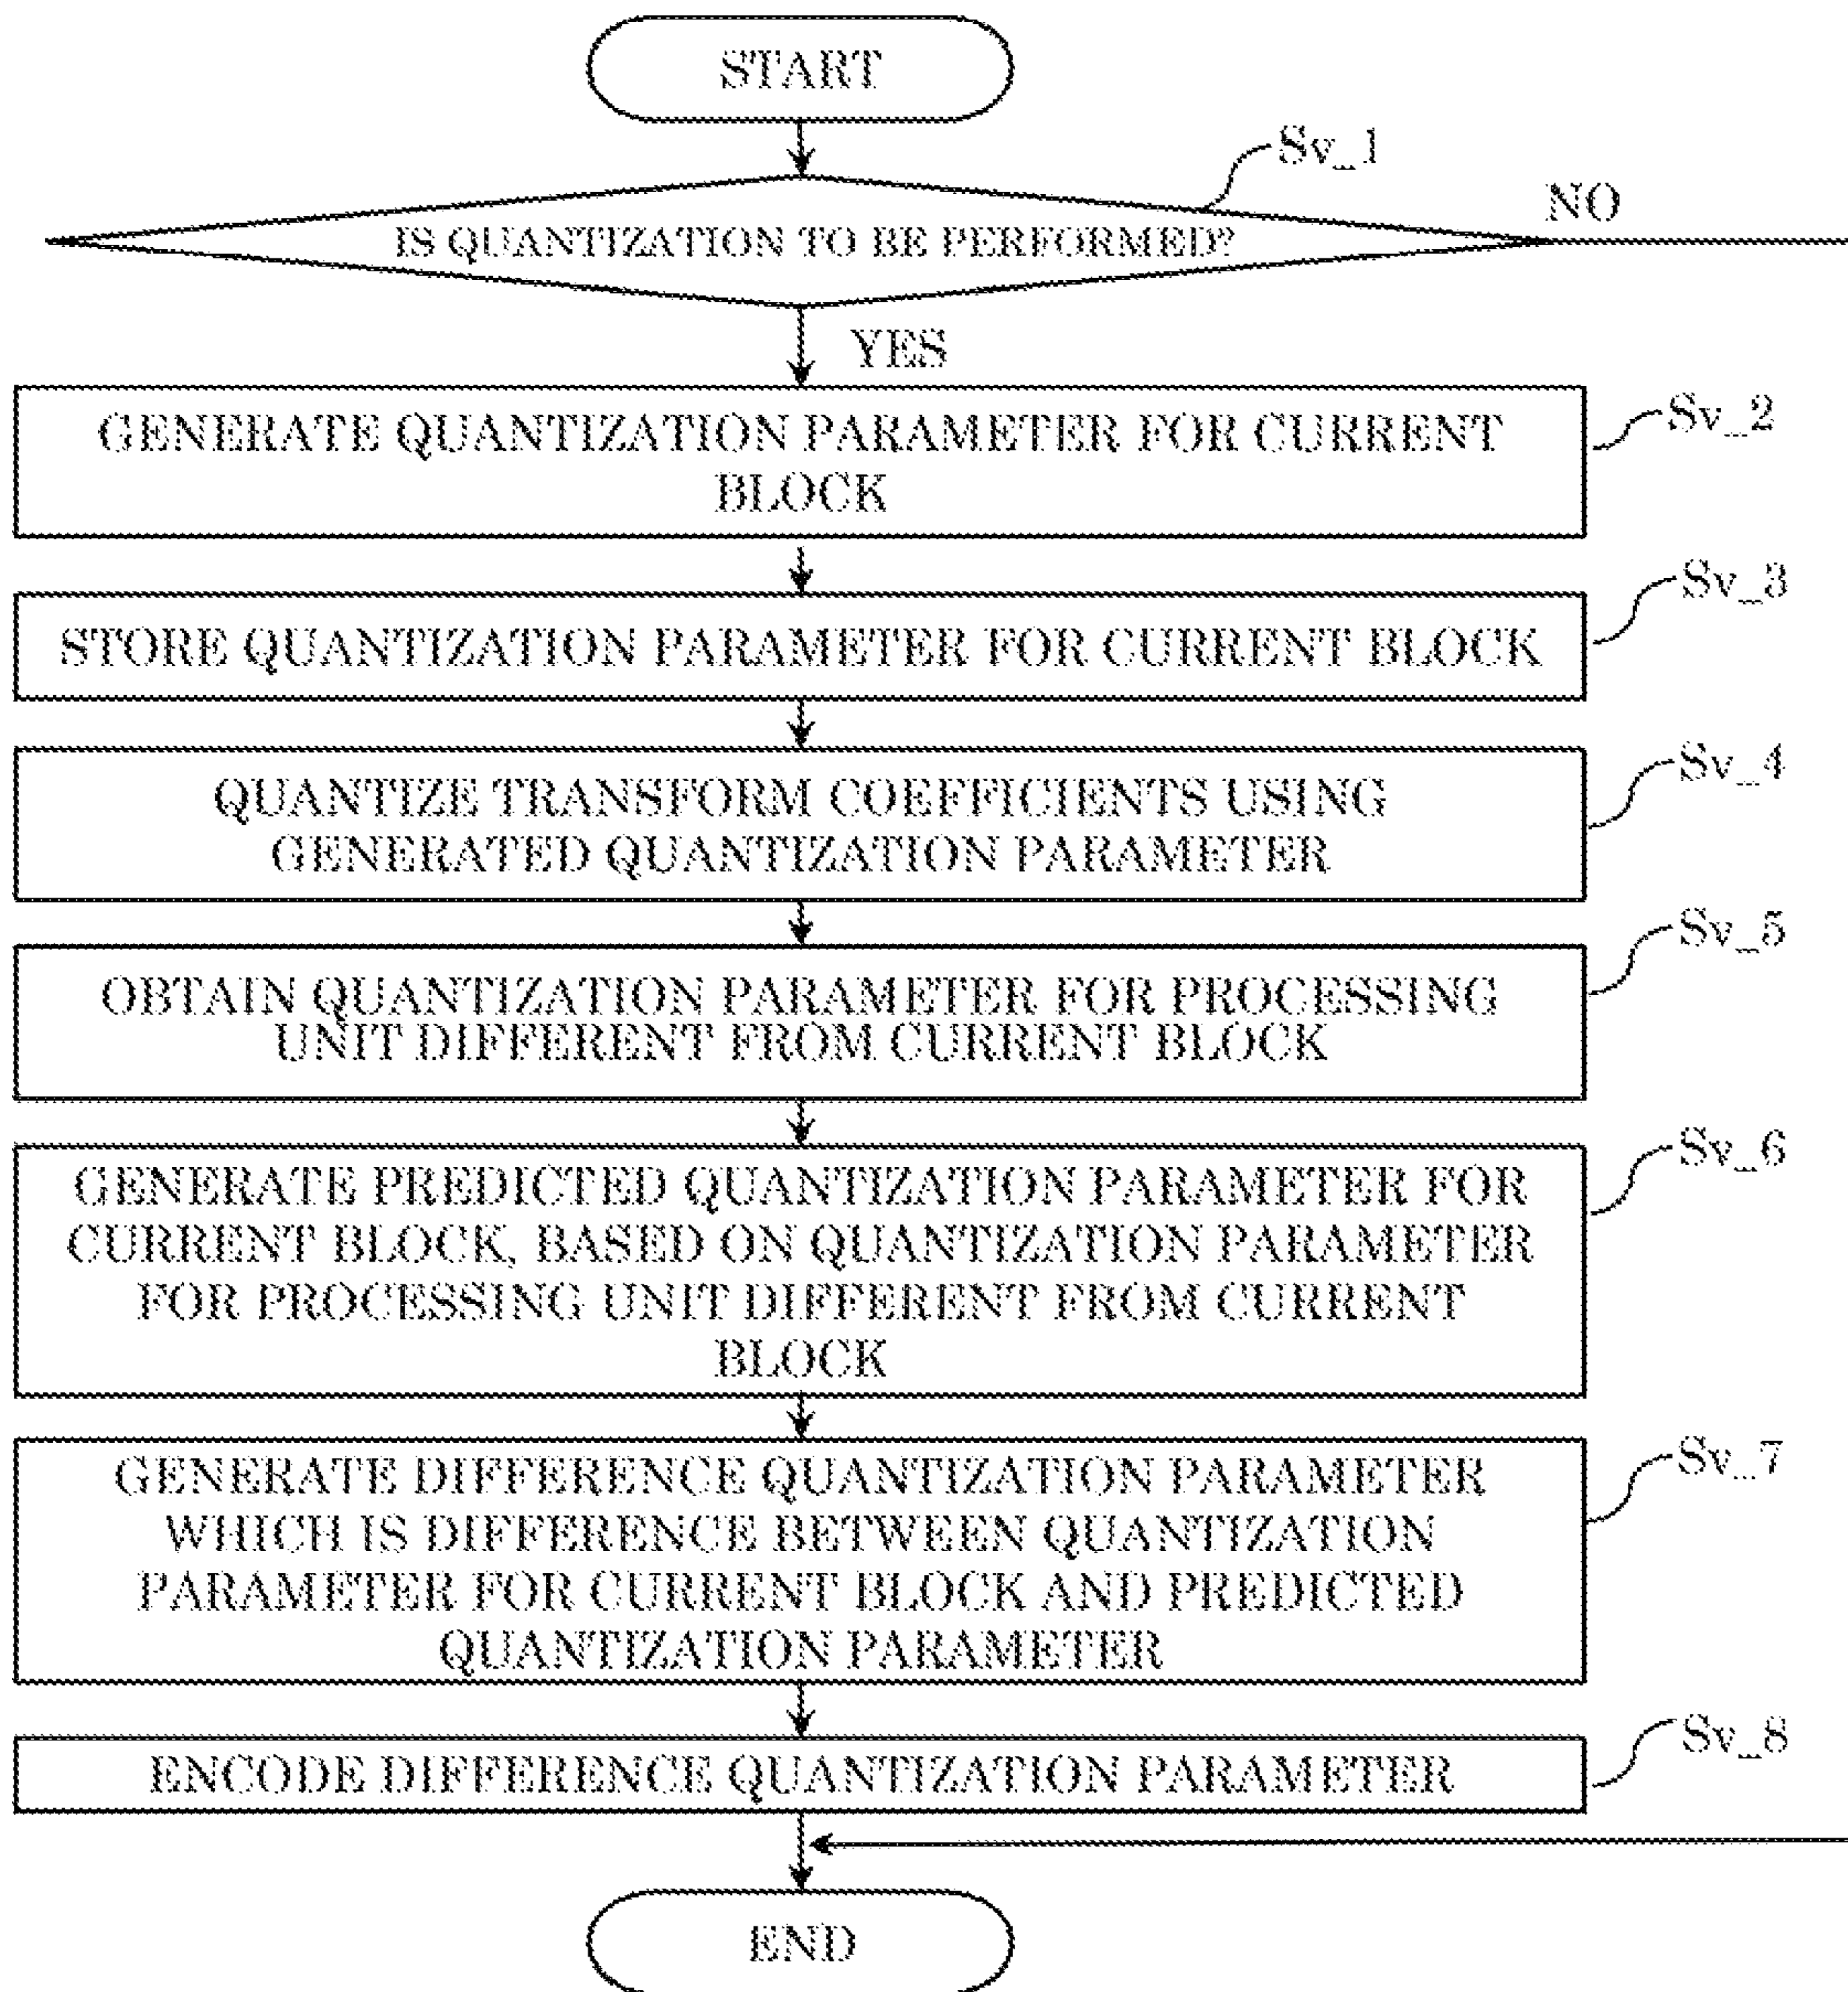 START
Sv_1
NO
IS QUANTIZATION TO BE PERFORMED?
YES
GENERATE QUANTIZATION PARAMETER FOR CURRENT
BLOCK
Sv_2
STORE QUANTIZATION PARAMETER FOR CURRENT BLOCK
Sv_3
QUANTIZE TRANSFORM COEFFICIENTS USING
GENERATED QUANTIZATION PARAMETER
Sv_4
OBTAIN QUANTIZATION PARAMETER FOR PROCESSING
UNIT DIFFERENT FROM CURRENT BLOCK
Sv_5
GENERATE PREDICTED QUANTIZATION PARAMETER FOR
CURRENT BLOCK, BASED ON QUANTIZATION PARAMETER
FOR PROCESSING UNIT DIFFERENT FROM CURRENT
BLOCK
Sv_6
GENERATE DIFFERENCE QUANTIZATION PARAMETER
WHICH IS DIFFERENCE BETWEEN QUANTIZATION
PARAMETER FOR CURRENT BLOCK AND PREDICTED
QUANTIZATION PARAMETER
Sv_7
ENCODE DIFFERENCE QUANTIZATION PARAMETER
Sv_8
END